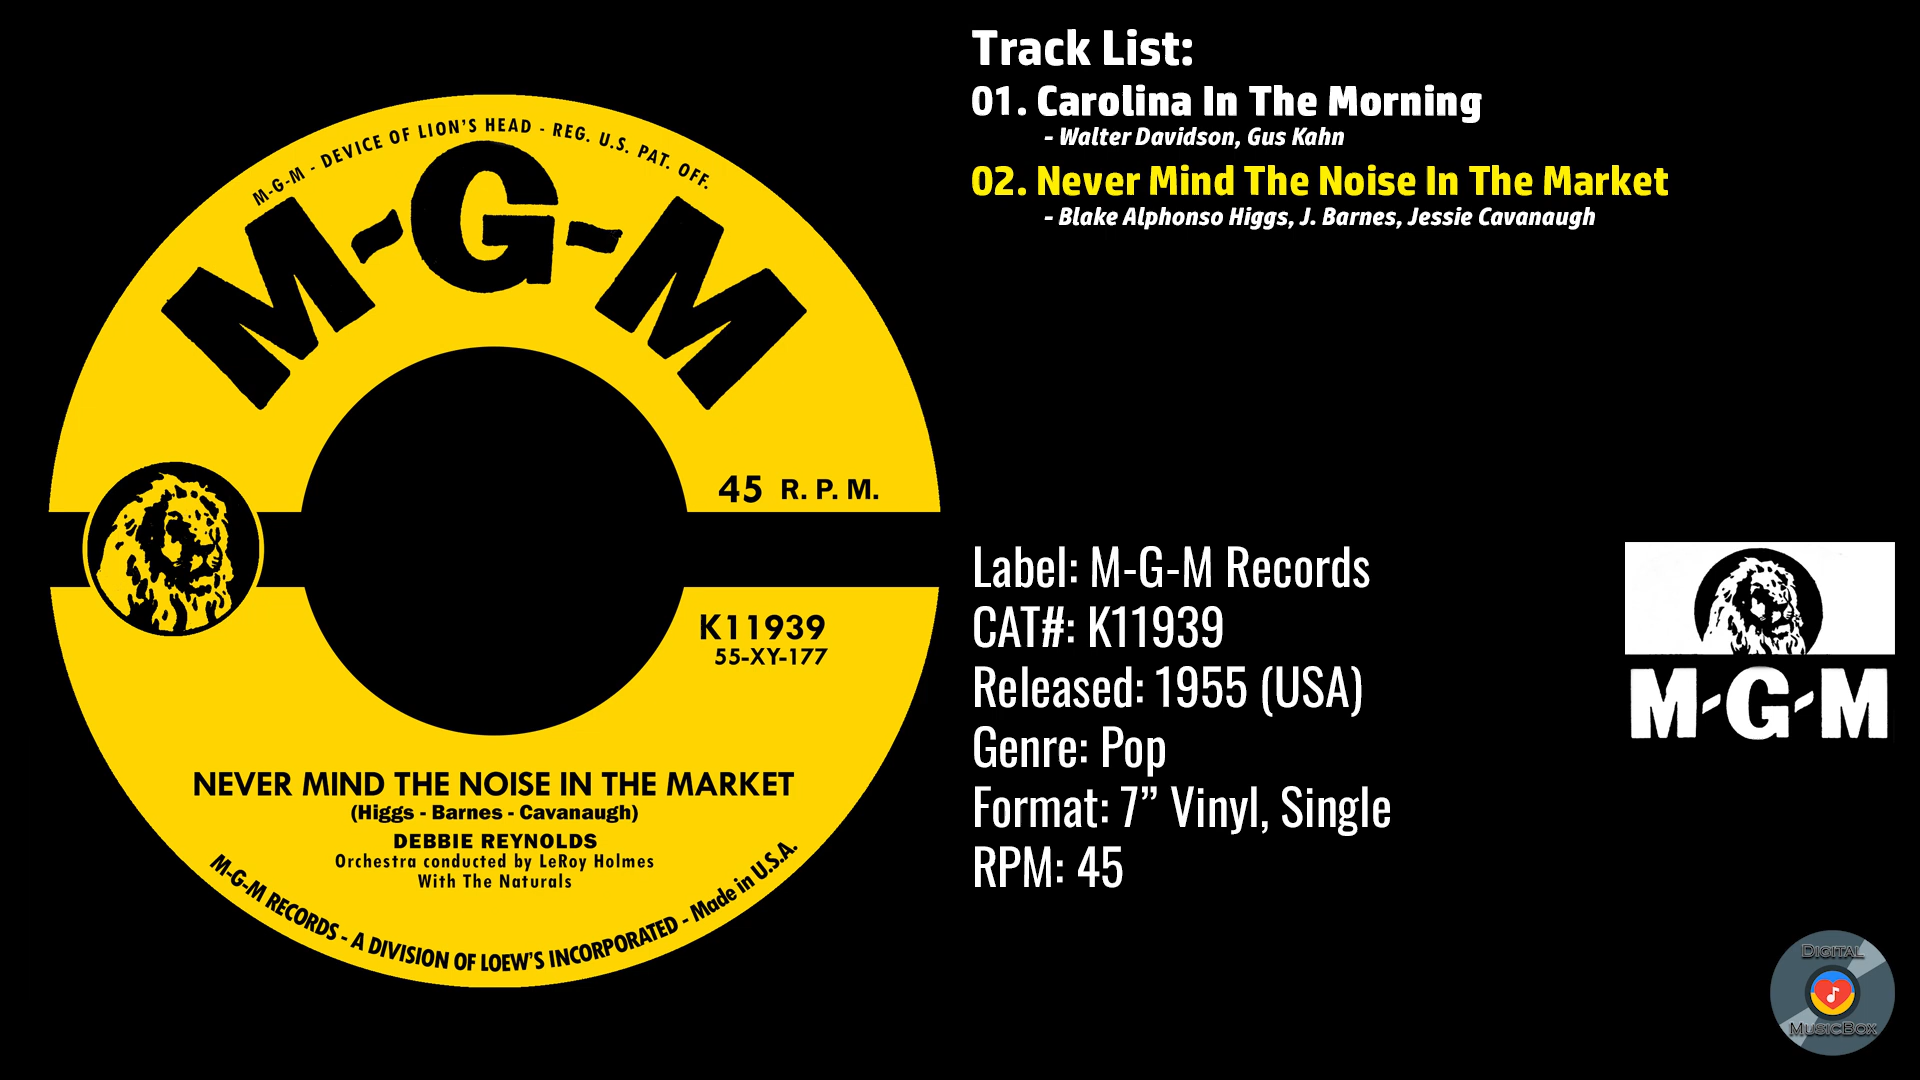 M-G-M - DEVICE OF LION'S HEAD - REG. U.S. PAT. OFF.
M-G-M
45 R. P. M.
K11939
55-XY-177
NEVER MIND THE NOISE IN THE MARKET
(Higgs - Barnes - Cavanaugh)
DEBBIE REYNOLDS
Orchestra conducted by LeRoy Holmes
With The Naturals
M-G-M RECORDS - A DIVISION OF LOEW'S INCORPORATED - Made in U.S.A.
Track List:
01. Carolina In The Morning
- Walter Davidson, Gus Kahn
02. Never Mind The Noise In The Market
- Blake Alphonso Higgs, J. Barnes, Jessie Cavanaugh
Label: M-G-M Records
CAT#: K11939
Released: 1955 (USA)
Genre: Pop
Format: 7” Vinyl, Single
RPM: 45
M-G-M
DIGITAL
MUSICBOX